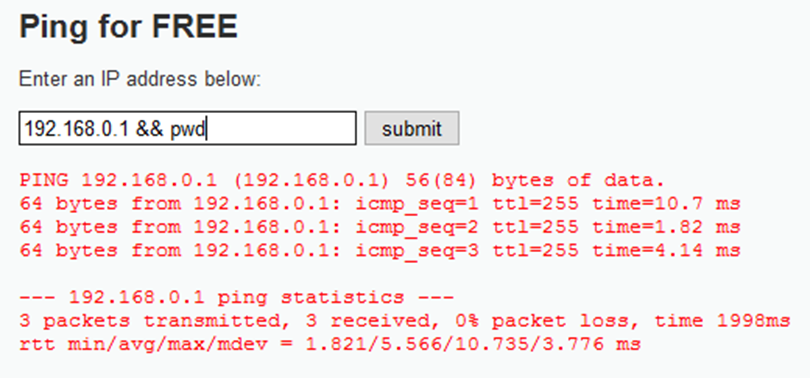 Ping for FREE
Enter an IP address below:
192.168.0.1 && pwd
submit
PING 192.168.0.1 (192.168.0.1) 56(84) bytes of data.
64 bytes from 192.168.0.1: icmp_seq=1 ttl=255 time=10.7 ms
64 bytes from 192.168.0.1: icmp_seq=2 ttl=255 time=1.82 ms
64 bytes from 192.168.0.1: icmp_seq=3 ttl=255 time=4.14 ms
--- 192.168.0.1 ping statistics ---
3 packets transmitted, 3 received, 0% packet loss, time 1998ms
rtt min/avg/max/mdev = 1.821/5.566/10.735/3.776 ms